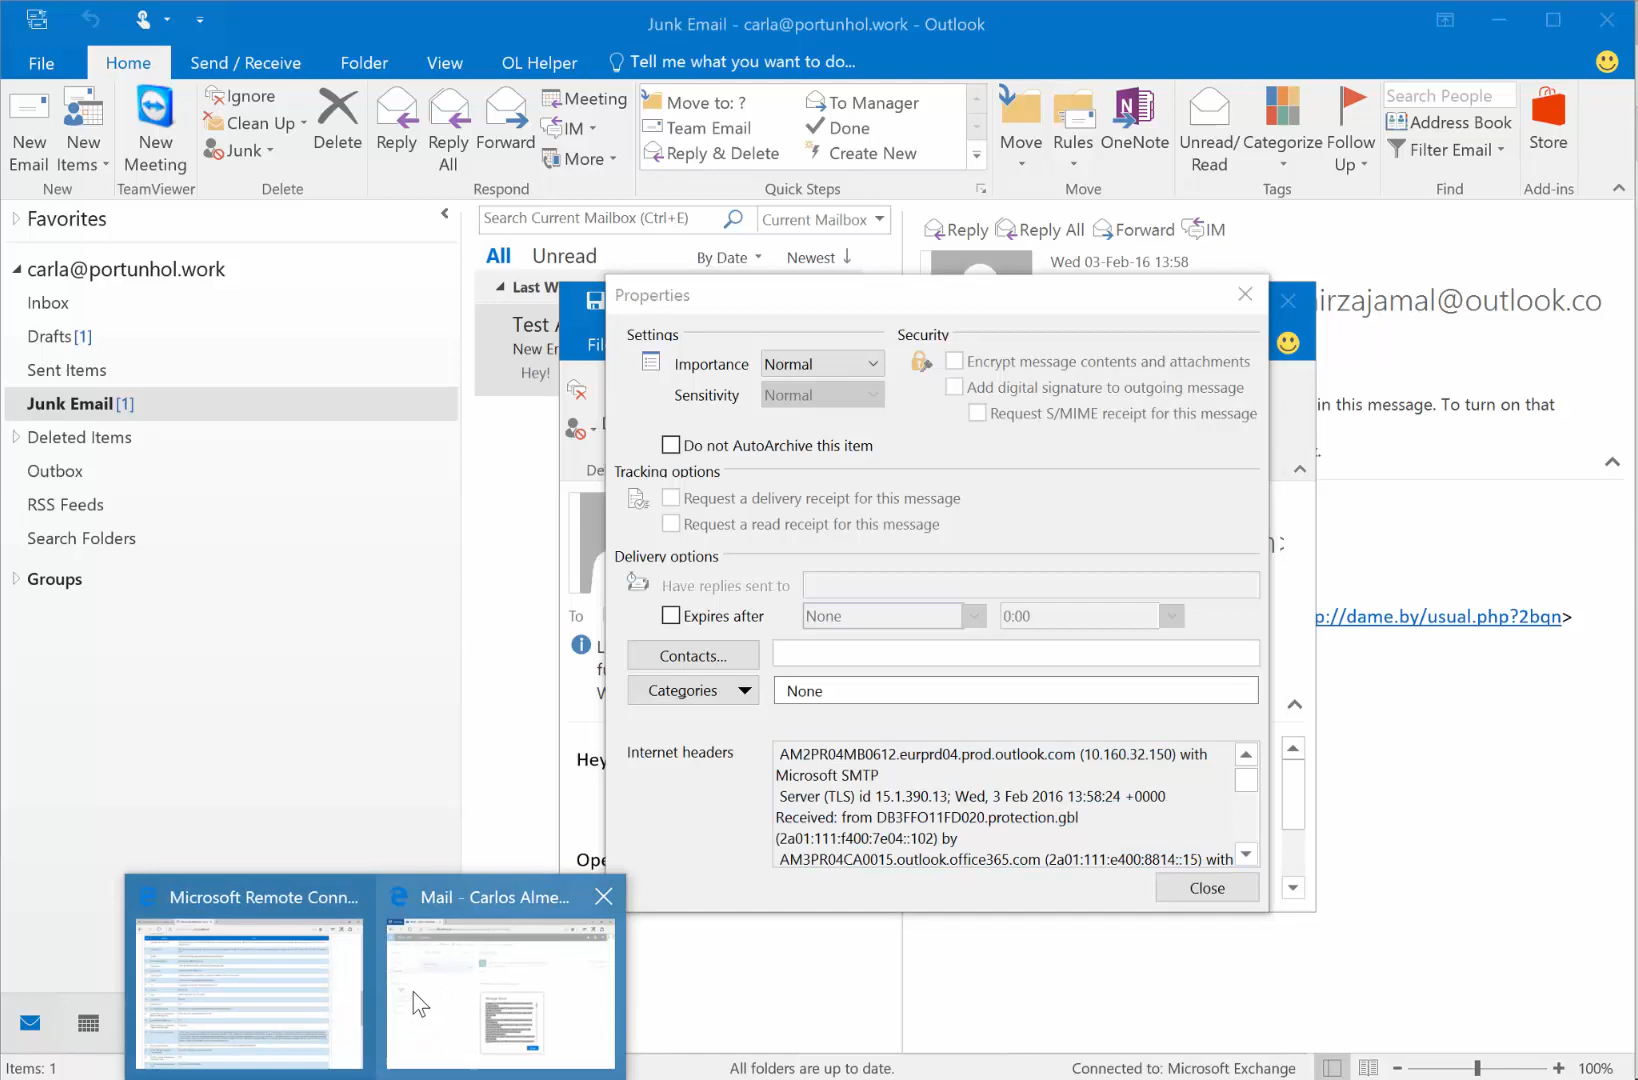 Junk Email - carla@portunhol.work - Outlook
File
Home
Send / Receive
Folder
View
OL Helper
Tell me what you want to do...
New Email
New Items
New
New Meeting
TeamViewer
Ignore
Clean Up
Junk
Delete
Delete
Reply
Reply All
Forward
Meeting
IM
More
Respond
Move to: ?
Team Email
Reply & Delete
To Manager
Done
Create New
Quick Steps
Move
Rules
OneNote
Move
Unread/ Read
Categorize
Follow Up
Tags
Search People
Address Book
Filter Email
Find
Store
Add-ins
Favorites
carla@portunhol.work
Inbox
Drafts [1]
Sent Items
Junk Email [1]
Deleted Items
Outbox
RSS Feeds
Search Folders
Groups
Search Current Mailbox (Ctrl+E)
Current Mailbox
All
Unread
By Date
Newest
Last W
Test
New Er
Hey!
Reply
Reply All
Forward
IM
Wed 03-Feb-16 13:58
irzajamal@outlook.co
in this message. To turn on that
p://dame.by/usual.php?2bqn>
Fil
De
To
Hey
Ope
Properties
Settings
Importance
Normal
Sensitivity
Normal
Do not AutoArchive this item
Security
Encrypt message contents and attachments
Add digital signature to outgoing message
Request S/MIME receipt for this message
Tracking options
Request a delivery receipt for this message
Request a read receipt for this message
Delivery options
Have replies sent to
Expires after
None
0:00
Contacts...
Categories
None
Internet headers
AM2PR04MB0612.eurprd04.prod.outlook.com (10.160.32.150) with
Microsoft SMTP
Server (TLS) id 15.1.390.13; Wed, 3 Feb 2016 13:58:24 +0000
Received: from DB3FFO11FD020.protection.gbl
(2a01:111:f400:7e04::102) by
AM3PR04CA0015.outlook.office365.com (2a01:111:e400:8814::15) with
Close
Microsoft Remote Conn...
Mail - Carlos Alme...
Items: 1
All folders are up to date.
Connected to: Microsoft Exchange
100%